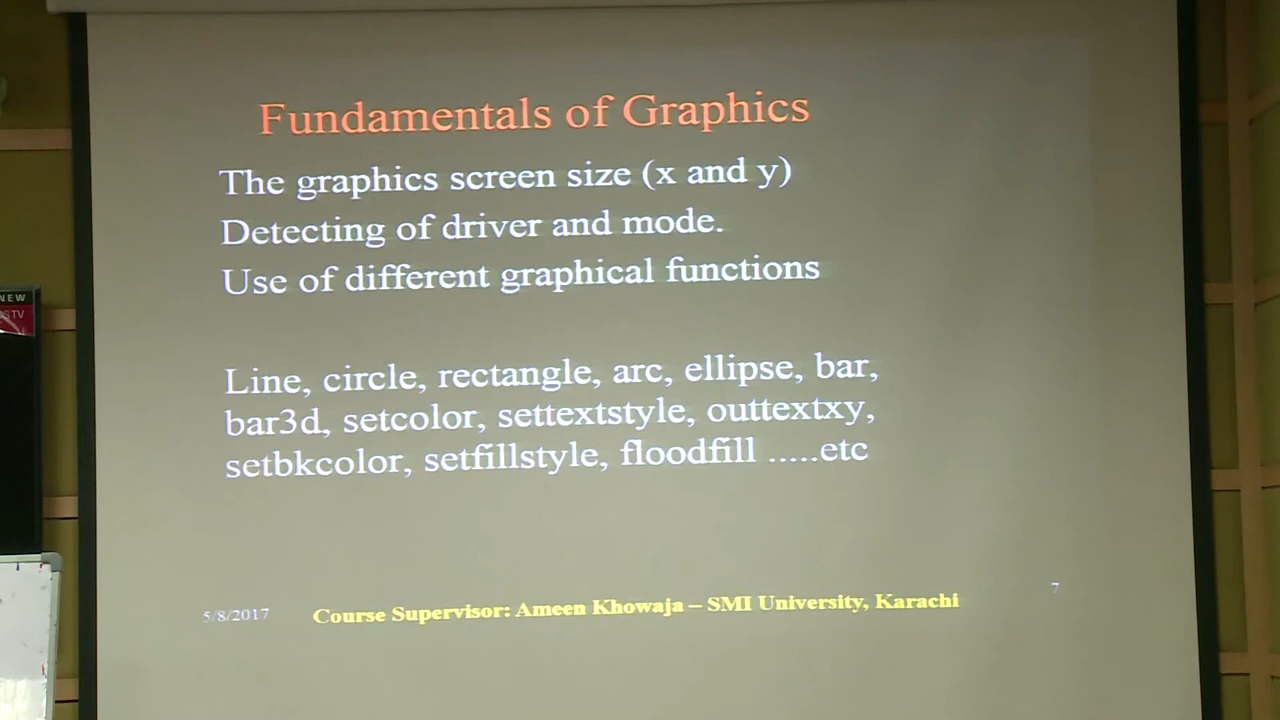 Fundamentals of Graphics
The graphics screen size (x and y)
Detecting of driver and mode.
Use of different graphical functions
Line, circle, rectangle, arc, ellipse, bar,
bar3d, setcolor, settextstyle, outtextxy,
setbkcolor, setfillstyle, floodfill .....etc
5/8/2017
Course Supervisor: Ameen Khowaja – SMI University, Karachi
7
NEW
STV